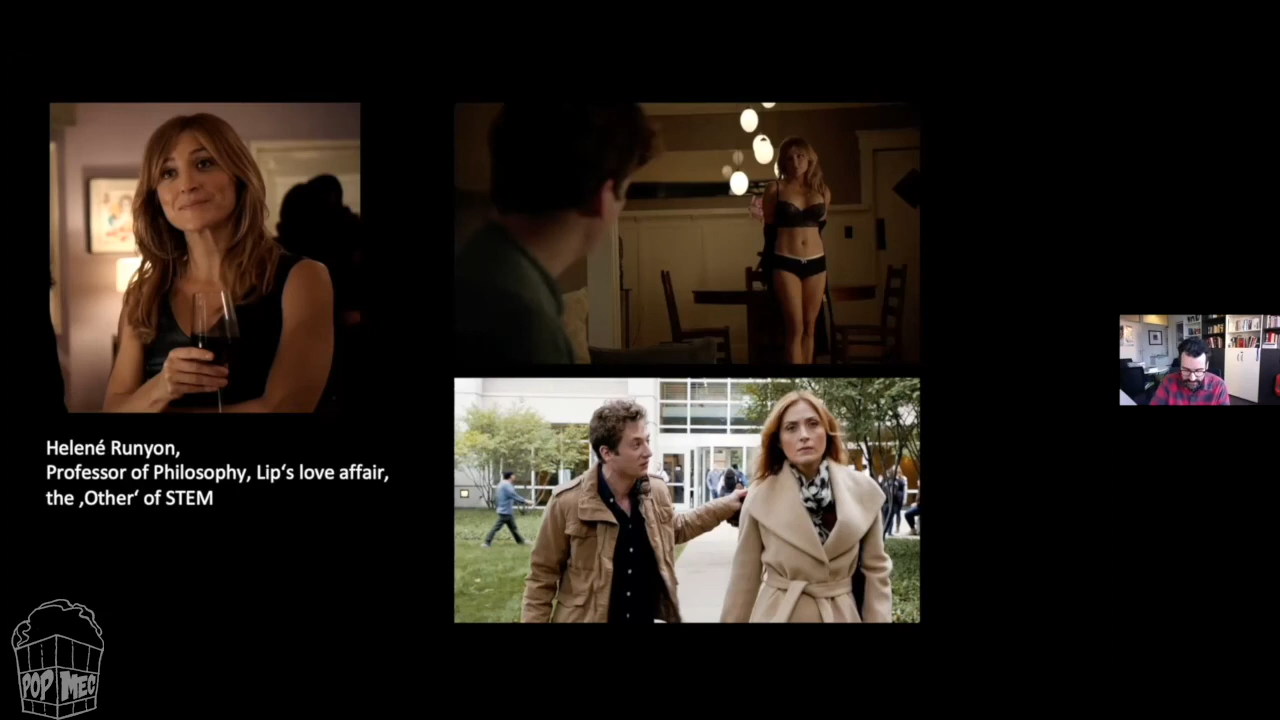 Helené Runyon,
Professor of Philosophy, Lip‘s love affair,
the ‚Other‘ of STEM
POP MEC